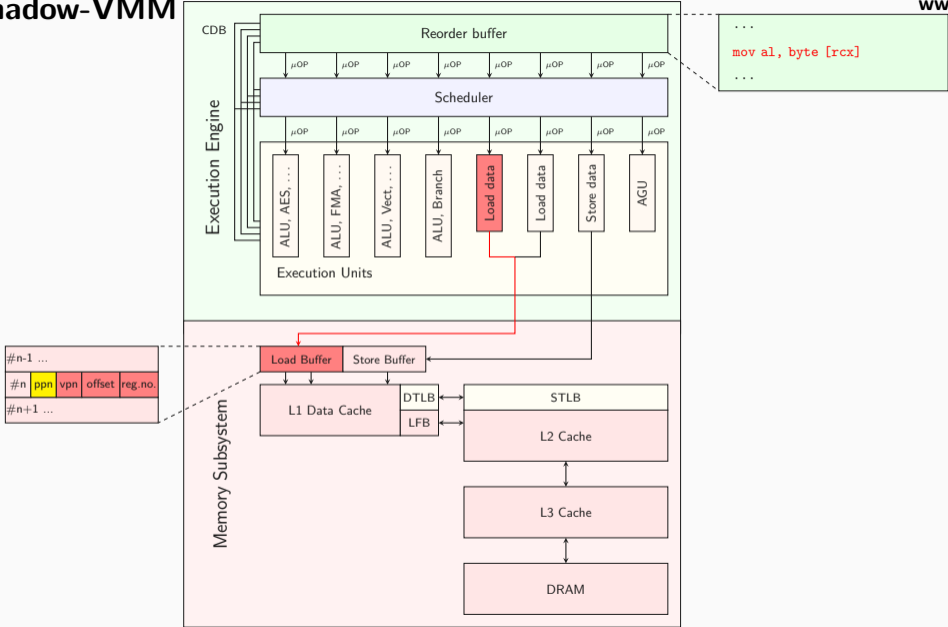 adow-VMM
ww
CDB
Reorder buffer
...
mov al, byte [rcx]
...
μOP μOP μOP μOP μOP μOP μOP μOP
Scheduler
μOP μOP μOP μOP μOP μOP μOP μOP
Execution Engine
ALU, AES, ...
ALU, FMA, ...
ALU, Vect, ...
ALU, Branch
Load data
Load data
Store data
AGU
Execution Units
#n-1 ...
#n ppn vpn offset reg.no.
#n+1 ...
Load Buffer Store Buffer
Memory Subsystem
L1 Data Cache
DTLB
LFB
STLB
L2 Cache
L3 Cache
DRAM